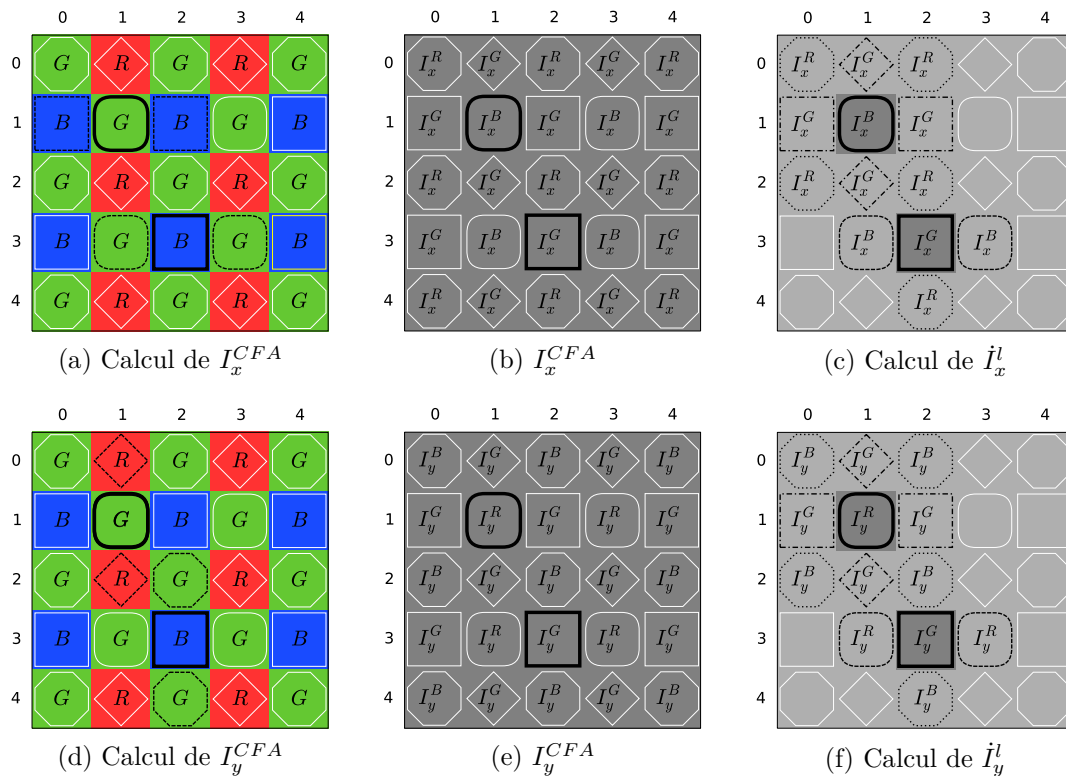 0 1 2 3 4
0 G R G R G
1 B G B G B
2 G R G R G
3 B G B G B
4 G R G R G
(a) Calcul de I_x^{CFA}
0 1 2 3 4
0 I_x^R I_x^G I_x^R I_x^G I_x^R
1 I_x^G I_x^B I_x^G I_x^B I_x^G
2 I_x^R I_x^G I_x^R I_x^G I_x^R
3 I_x^G I_x^B I_x^G I_x^B I_x^G
4 I_x^R I_x^G I_x^R I_x^G I_x^R
(b) I_x^{CFA}
0 1 2 3 4
0 I_x^R I_x^G I_x^R
1 I_x^G I_x^B I_x^G
2 I_x^R I_x^G I_x^R
3 I_x^B I_x^G I_x^B
4 I_x^R
(c) Calcul de İ_x^l
0 1 2 3 4
0 G R G R G
1 B G B G B
2 G R G R G
3 B G B G B
4 G R G R G
(d) Calcul de I_y^{CFA}
0 1 2 3 4
0 I_y^B I_y^G I_y^B I_y^G I_y^B
1 I_y^G I_y^R I_y^G I_y^R I_y^G
2 I_y^B I_y^G I_y^B I_y^G I_y^B
3 I_y^G I_y^R I_y^G I_y^R I_y^G
4 I_y^B I_y^G I_y^B I_y^G I_y^B
(e) I_y^{CFA}
0 1 2 3 4
0 I_y^B I_y^G I_y^B
1 I_y^G I_y^R I_y^G
2 I_y^B I_y^G I_y^B
3 I_y^R I_y^G I_y^R
4 I_y^B
(f) Calcul de İ_y^l